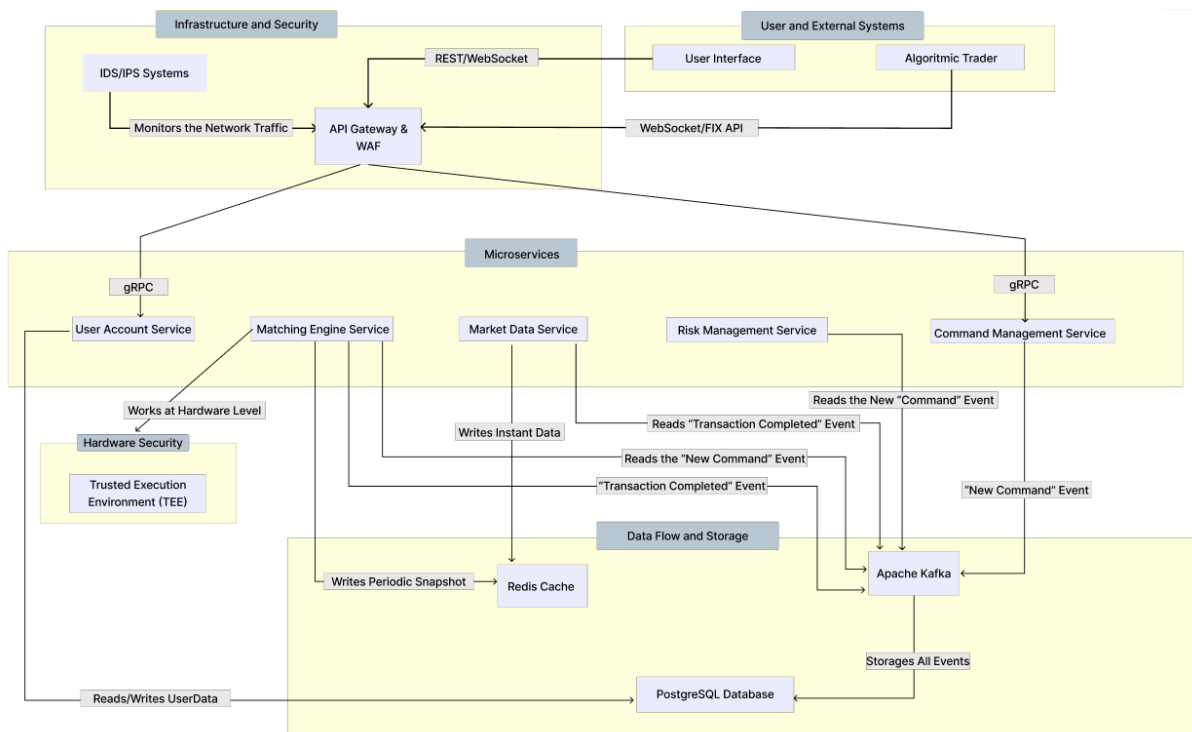 Infrastructure and Security
User and External Systems
IDS/IPS Systems
REST/WebSocket
User Interface
Algoritmic Trader
Monitors the Network Traffic
API Gateway &
WAF
WebSocket/FIX API
Microservices
gRPC
gRPC
User Account Service
Matching Engine Service
Market Data Service
Risk Management Service
Command Management Service
Works at Hardware Level
Reads the New “Command” Event
Hardware Security
Writes Instant Data
Reads “Transaction Completed” Event
Reads the “New Command” Event
Trusted Execution
Environment (TEE)
“Transaction Completed” Event
“New Command” Event
Data Flow and Storage
Writes Periodic Snapshot
Redis Cache
Apache Kafka
Storages All Events
Reads/Writes UserData
PostgreSQL Database